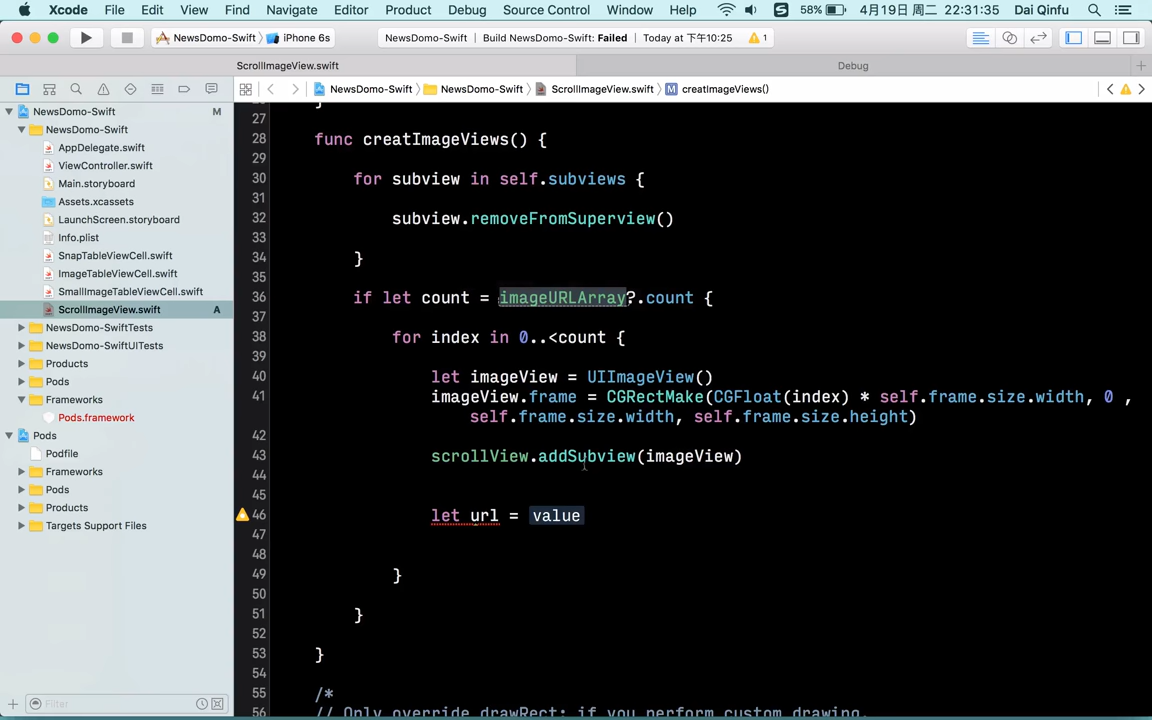 Xcode File Edit View Find Navigate Editor Product Debug Source Control Window Help 58% 4月19日 周二 22:31:35 Dai Qinfu
NewsDomo-Swift iPhone 6s NewsDomo-Swift Build NewsDomo-Swift: Failed Today at 下午10:25 1
ScrollImageView.swift Debug
NewsDomo-Swift NewsDomo-Swift ScrollImageView.swift M creatImageViews()
NewsDomo-Swift M
NewsDomo-Swift
AppDelegate.swift
ViewController.swift
Main.storyboard
Assets.xcassets
LaunchScreen.storyboard
Info.plist
SnapTableViewCell.swift
ImageTableViewCell.swift
SmallImageTableViewCell.swift
ScrollImageView.swift A
NewsDomo-SwiftTests
NewsDomo-SwiftUITests
Products
Pods
Frameworks
Pods.framework
Pods
Podfile
Frameworks
Pods
Products
Targets Support Files
Filter
27
28 func creatImageViews() {
29
30 for subview in self.subviews {
31
32 subview.removeFromSuperview()
33
34 }
35
36 if let count = imageURLArray?.count {
37
38 for index in 0..<count {
39
40 let imageView = UIImageView()
41 imageView.frame = CGRectMake(CGFloat(index) * self.frame.size.width, 0 ,
self.frame.size.width, self.frame.size.height)
42
43 scrollView.addSubview(imageView)
44
45
46 let url = value
47
48
49 }
50
51 }
52
53 }
54
55 /*
56 // Only override drawRect: if you perform custom drawing.